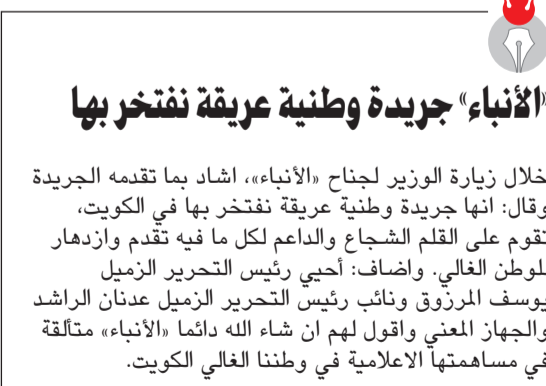 «الأنباء» جريدة وطنية عريقة نفتخر بها
خلال زيارة الوزير لجناح «الأنباء»، اشاد بما تقدمه الجريدة
وقال: انها جريدة وطنية عريقة نفتخر بها في الكويت،
تقوم على القلم الشجاع والداعم لكل ما فيه تقدم وازدهار
للوطن الغالي. واضاف: أحيي رئيس التحرير الزميل
يوسف المرزوق ونائب رئيس التحرير الزميل عدنان الراشد
والجهاز المعني واقول لهم ان شاء الله دائما «الأنباء» متألقة
في مساهمتها الاعلامية في وطننا الغالي الكويت.